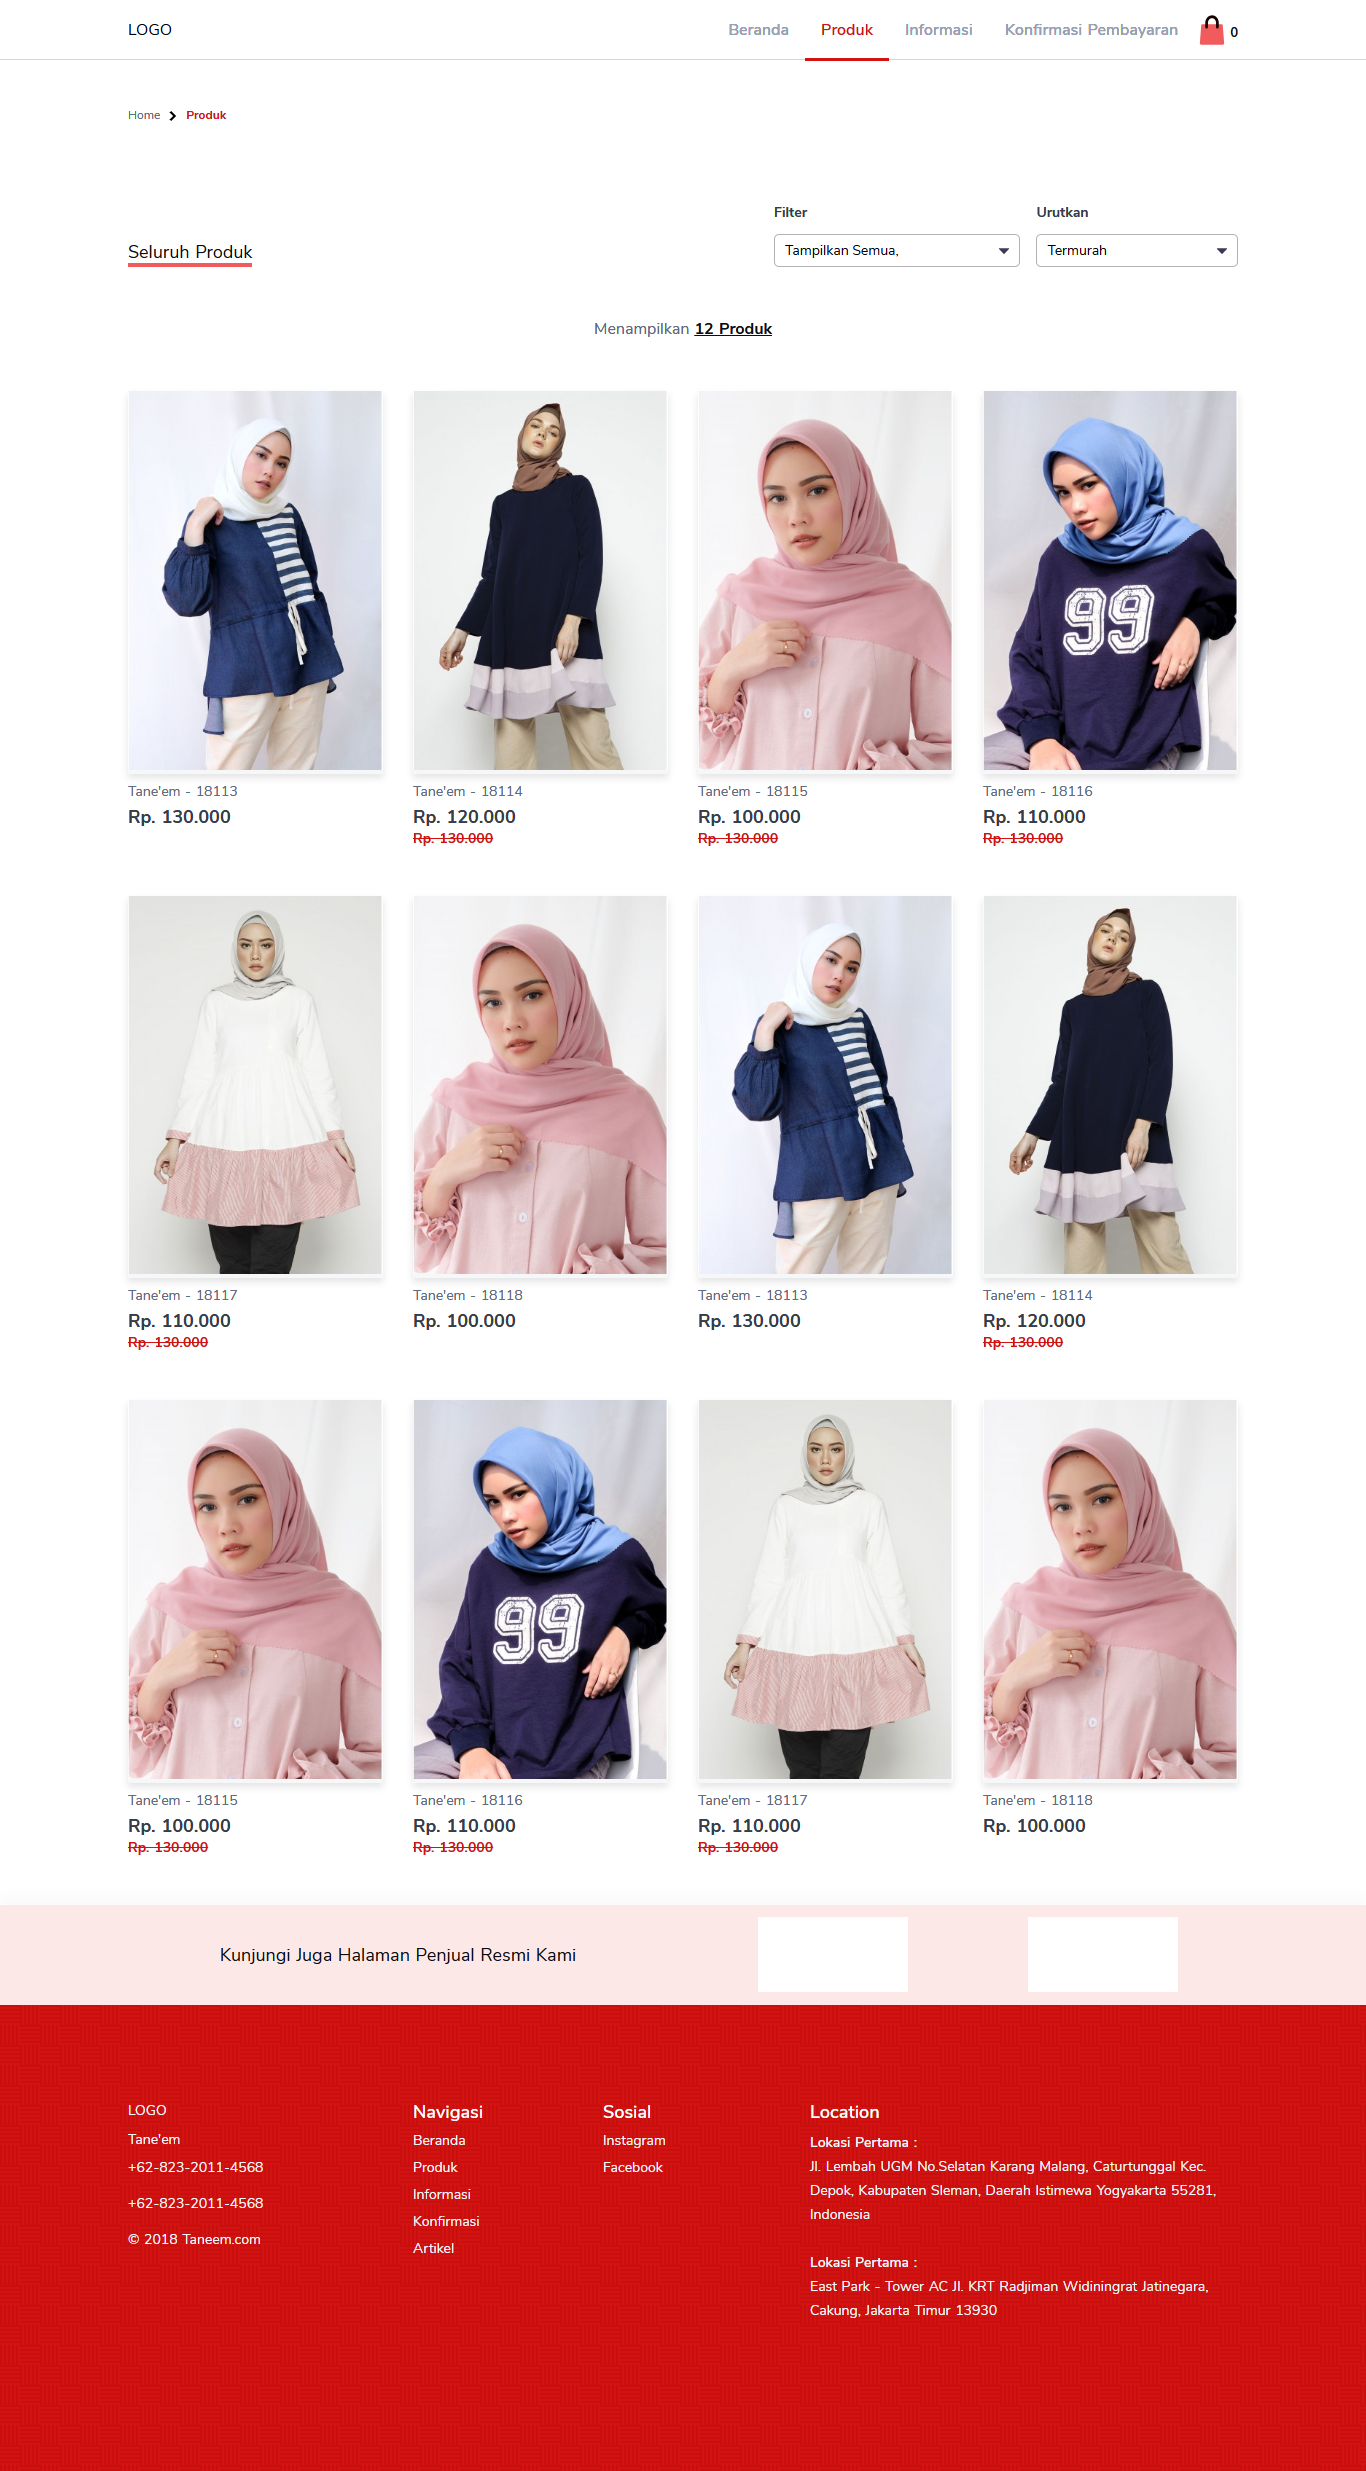 LOGO
Beranda
Produk
Informasi
Konfirmasi Pembayaran
0
Home
Produk
Filter
Urutkan
Seluruh Produk
Tampilkan Semua,
Termurah
Menampilkan 12 Produk
99
Tane'em - 18113
Rp. 130.000
Tane'em - 18114
Rp. 120.000
Rp. 130.000
Tane'em - 18115
Rp. 100.000
Rp. 130.000
Tane'em - 18116
Rp. 110.000
Rp. 130.000
Tane'em - 18117
Rp. 110.000
Rp. 130.000
Tane'em - 18118
Rp. 100.000
Tane'em - 18113
Rp. 130.000
Tane'em - 18114
Rp. 120.000
Rp. 130.000
99
Tane'em - 18115
Rp. 100.000
Rp. 130.000
Tane'em - 18116
Rp. 110.000
Rp. 130.000
Tane'em - 18117
Rp. 110.000
Rp. 130.000
Tane'em - 18118
Rp. 100.000
Kunjungi Juga Halaman Penjual Resmi Kami
LOGO
Tane'em
+62-823-2011-4568
+62-823-2011-4568
© 2018 Taneem.com
Navigasi
Beranda
Produk
Informasi
Konfirmasi
Artikel
Sosial
Instagram
Facebook
Location
Lokasi Pertama :
Jl. Lembah UGM No.Selatan Karang Malang, Caturtunggal Kec.
Depok, Kabupaten Sleman, Daerah Istimewa Yogyakarta 55281,
Indonesia
Lokasi Pertama :
East Park - Tower AC Jl. KRT Radjiman Widiningrat Jatinegara,
Cakung, Jakarta Timur 13930